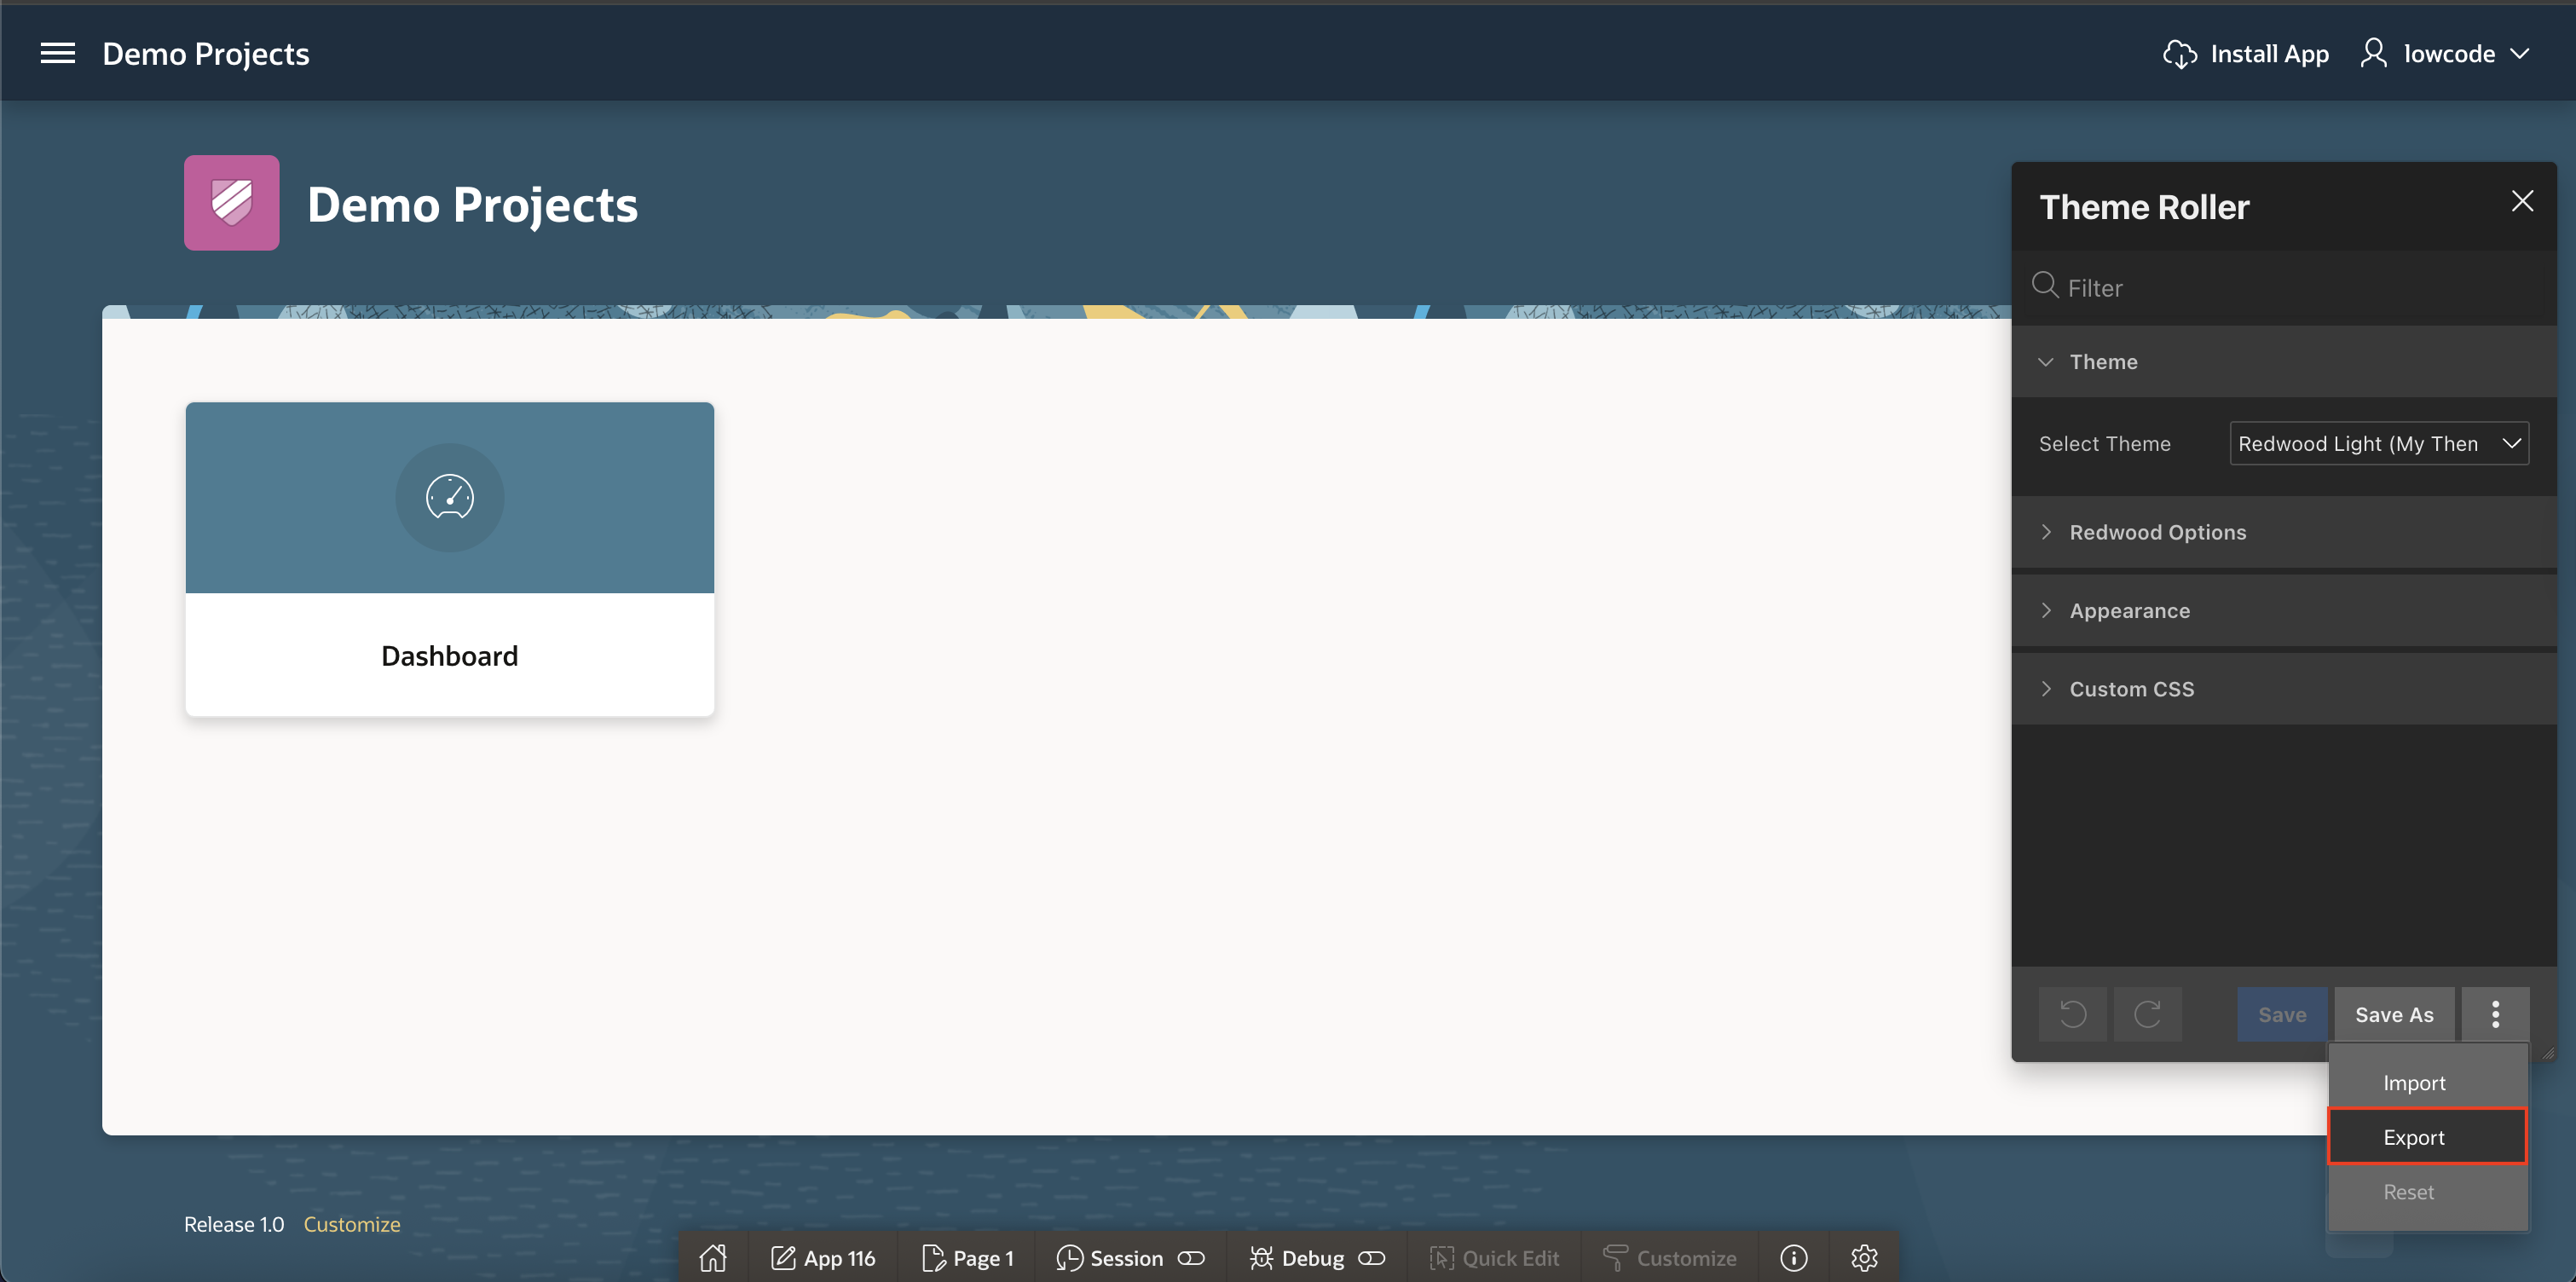 Demo Projects
Install App
lowcode
Demo Projects
Dashboard
Theme Roller
Filter
Theme
Select Theme
Redwood Light (My Then
Redwood Options
Appearance
Custom CSS
Save
Save As
Import
Export
Reset
Release 1.0 Customize
App 116
Page 1
Session
Debug
Quick Edit
Customize